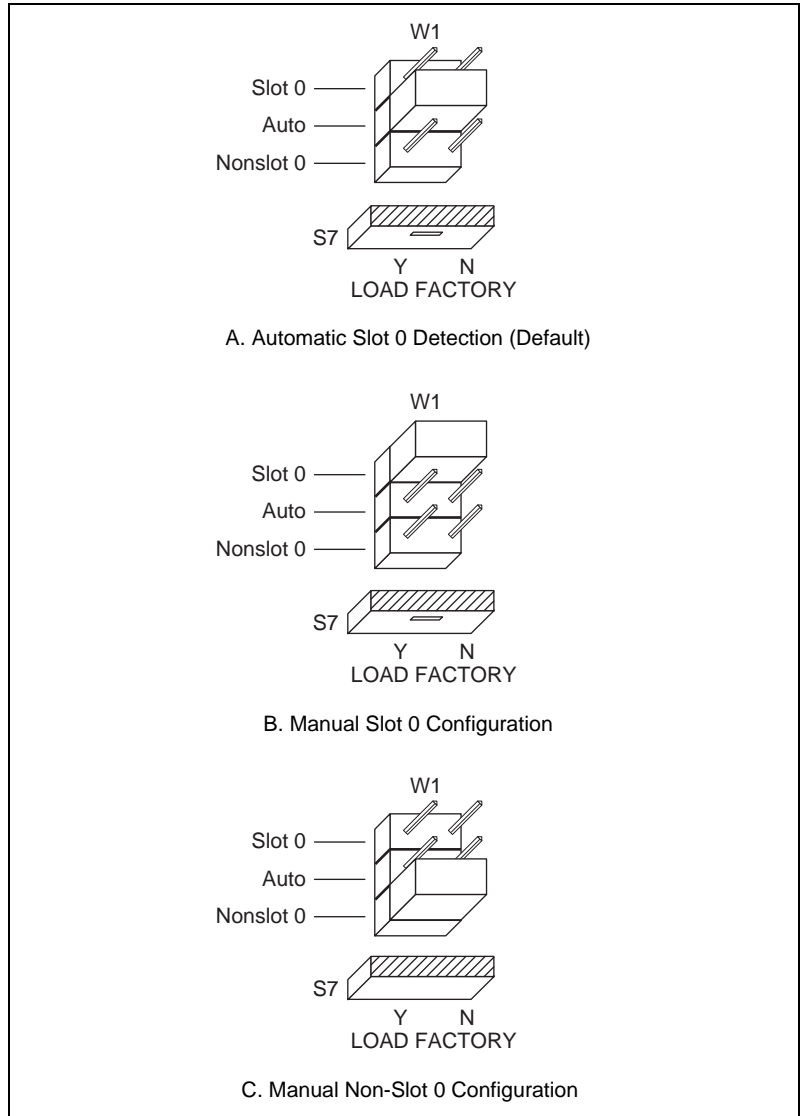 W1
Slot 0
Auto
Nonslot 0
S7
Y N
LOAD FACTORY
A. Automatic Slot 0 Detection (Default)
W1
Slot 0
Auto
Nonslot 0
S7
Y N
LOAD FACTORY
B. Manual Slot 0 Configuration
W1
Slot 0
Auto
Nonslot 0
S7
Y N
LOAD FACTORY
C. Manual Non-Slot 0 Configuration